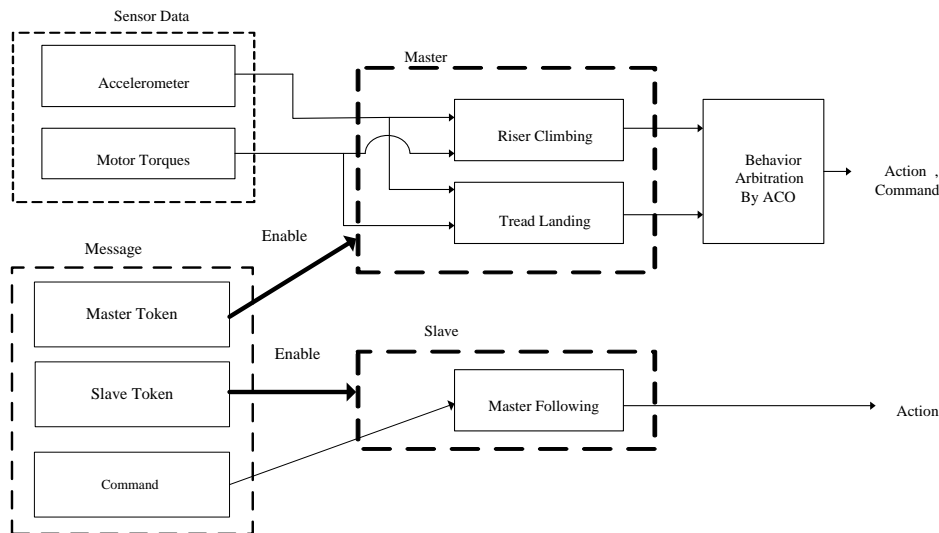 Sensor Data
Accelerometer
Motor Torques
Master
Riser Climbing
Tread Landing
Behavior
Arbitration
By ACO
Action ,
Command
Message
Enable
Master Token
Slave Token
Command
Enable
Slave
Master Following
Action